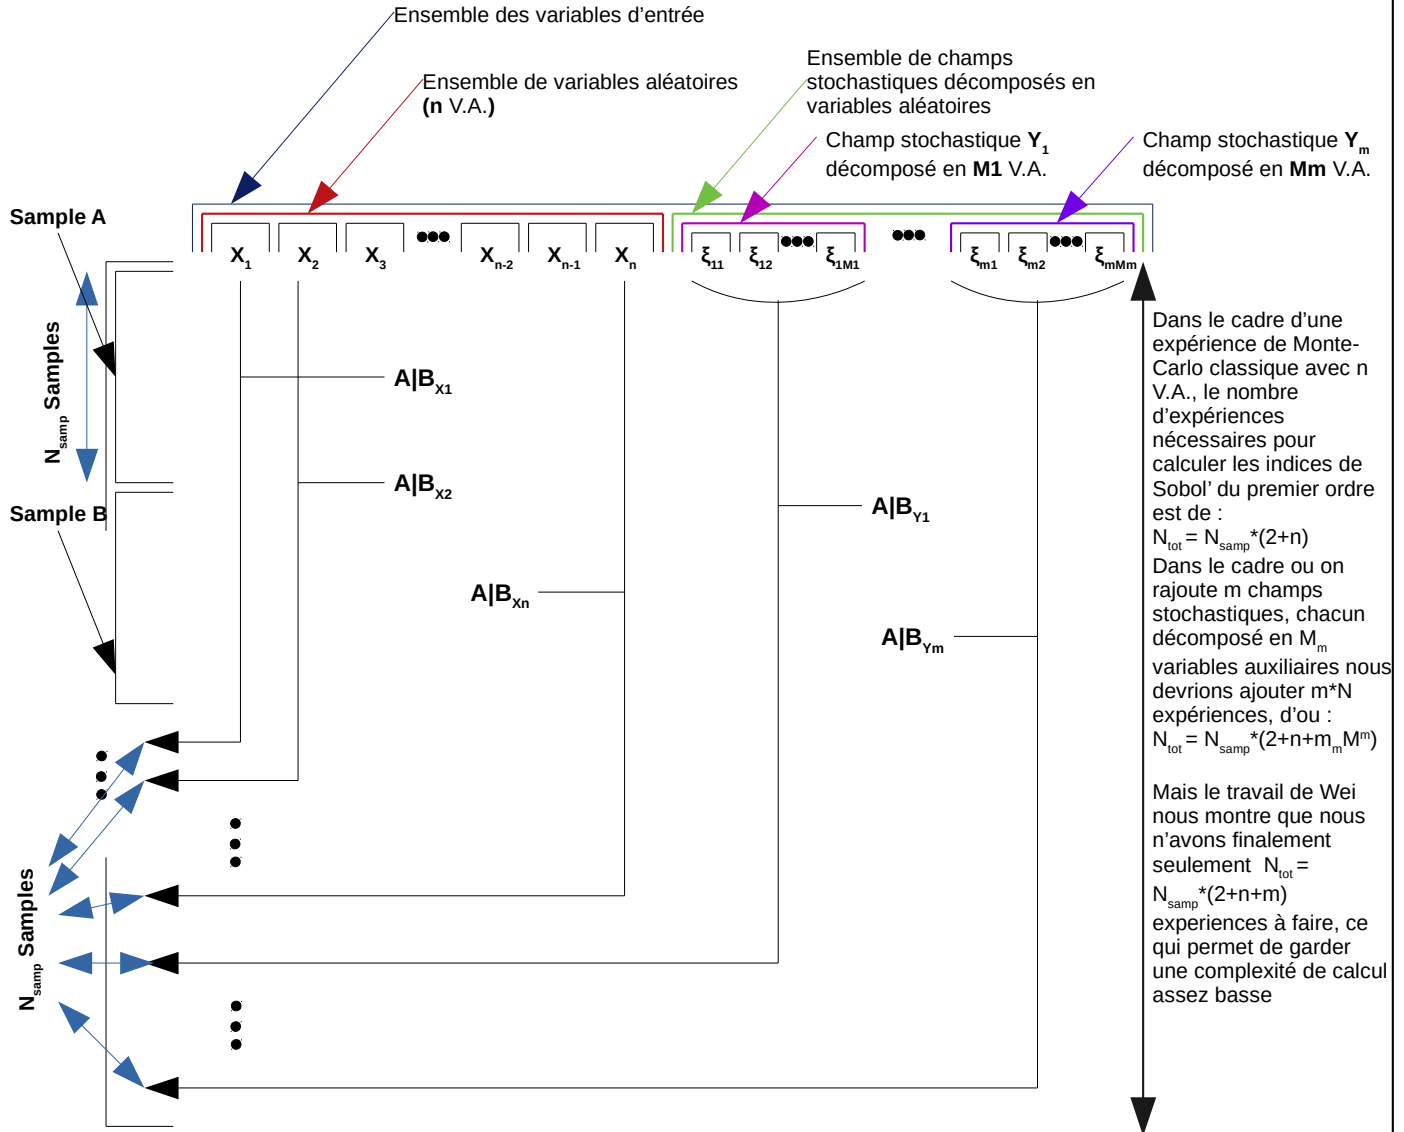 Ensemble des variables d'entrée
Ensemble de variables aléatoires
(n V.A.)
Ensemble de champs
stochastiques décomposés en
variables aléatoires
Champ stochastique Y1
décomposé en M1 V.A.
Champ stochastique Ym
décomposé en Mm V.A.
Sample A
X1 X2 X3 Xn-2 Xn-1 Xn ξ11 ξ12 ξ1M1 ξm1 ξm2 ξmMm
Nsamp Samples
A|BX1
A|BX2
Sample B
A|BXn
A|BY1
A|BYm
Nsamp Samples
Dans le cadre d'une
expérience de Monte-
Carlo classique avec n
V.A., le nombre
d'expériences
nécessaires pour
calculer les indices de
Sobol' du premier ordre
est de :
Ntot = Nsamp*(2+n)
Dans le cadre ou on
rajoute m champs
stochastiques, chacun
décomposé en Mm
variables auxiliaires nous
devrions ajouter m*N
expériences, d'ou :
Ntot = Nsamp*(2+n+mmMm)
Mais le travail de Wei
nous montre que nous
n'avons finalement
seulement Ntot =
Nsamp*(2+n+m)
experiences à faire, ce
qui permet de garder
une complexité de calcul
assez basse